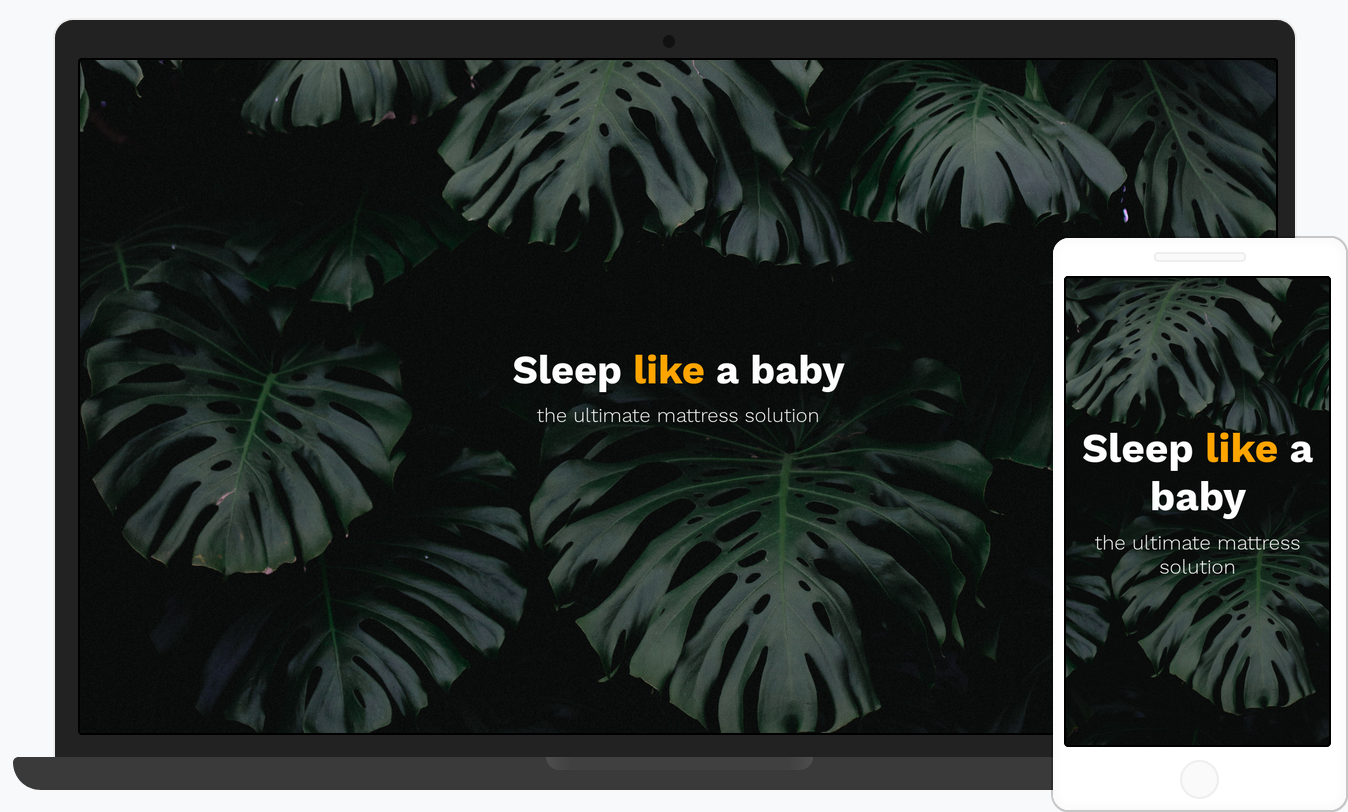 Sleep like a baby
the ultimate mattress solution
Sleep like a
baby
the ultimate mattress
solution